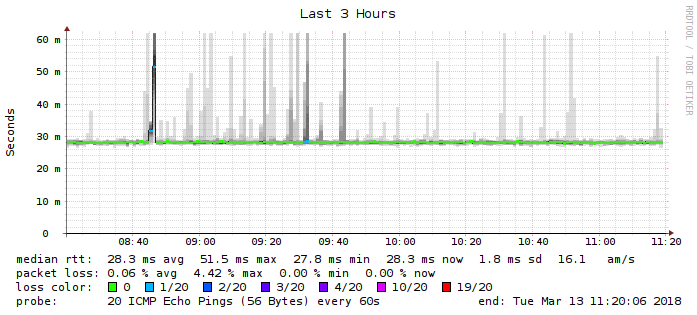 Last 3 Hours
RRDTOOL / TOBI OETIKER
Seconds
60 m
50 m
40 m
30 m
20 m
10 m
0
08:40 09:00 09:20 09:40 10:00 10:20 10:40 11:00 11:20
median rtt: 28.3 ms avg 51.5 ms max 27.8 ms min 28.3 ms now 1.8 ms sd 16.1 am/s
packet loss: 0.06 % avg 4.42 % max 0.00 % min 0.00 % now
loss color: 0 1/20 2/20 3/20 4/20 10/20 19/20
probe: 20 ICMP Echo Pings (56 Bytes) every 60s end: Tue Mar 13 11:20:06 2018